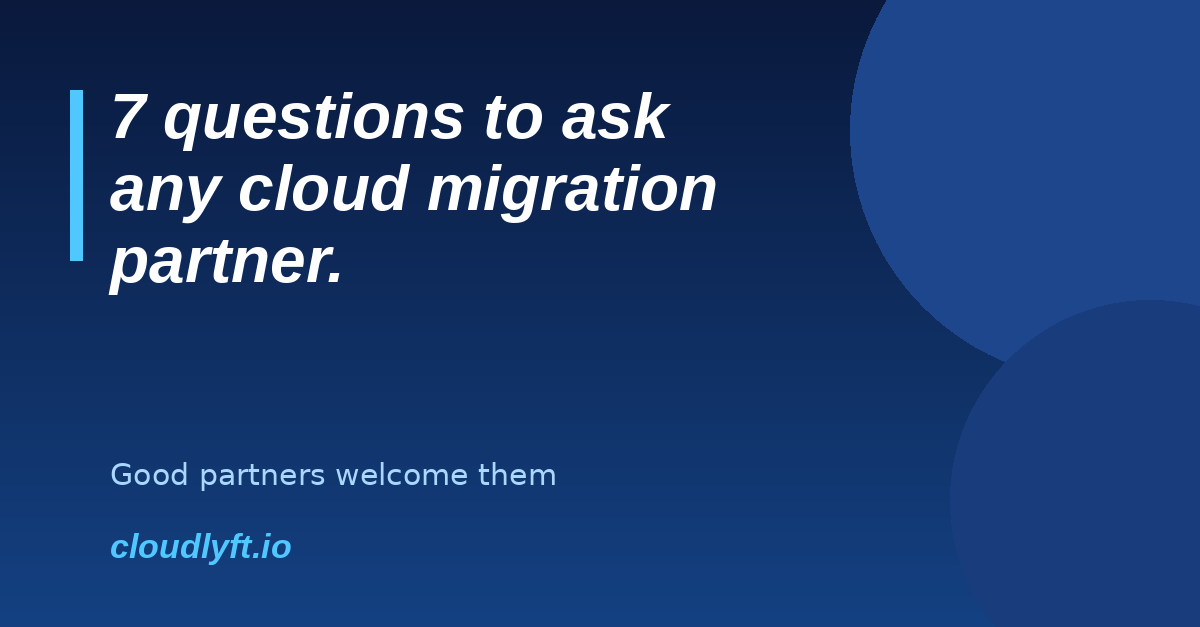 7 questions to ask
any cloud migration
partner.
Good partners welcome them
cloudlyft.io